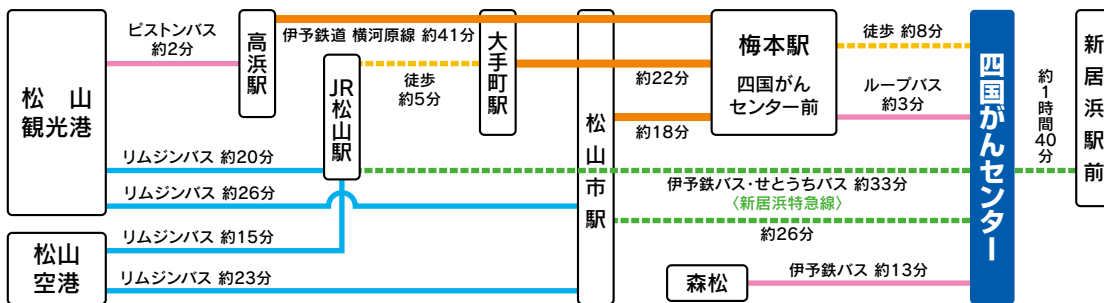 ピストンバス
約2分
高浜駅
伊予鉄道 横河原線 約41分
大手町駅
梅本駅
四国がん
センター前
徒歩 約8分
四国がんセンター
約1時間40分
新居浜駅前
松山
観光港
JR松山駅
徒歩
約5分
約22分
ループバス
約3分
松山市駅
約18分
リムジンバス 約20分
伊予鉄バス・せとうちバス 約33分
〈新居浜特急線〉
リムジンバス 約26分
約26分
松山
空港
リムジンバス 約15分
リムジンバス 約23分
森松
伊予鉄バス 約13分